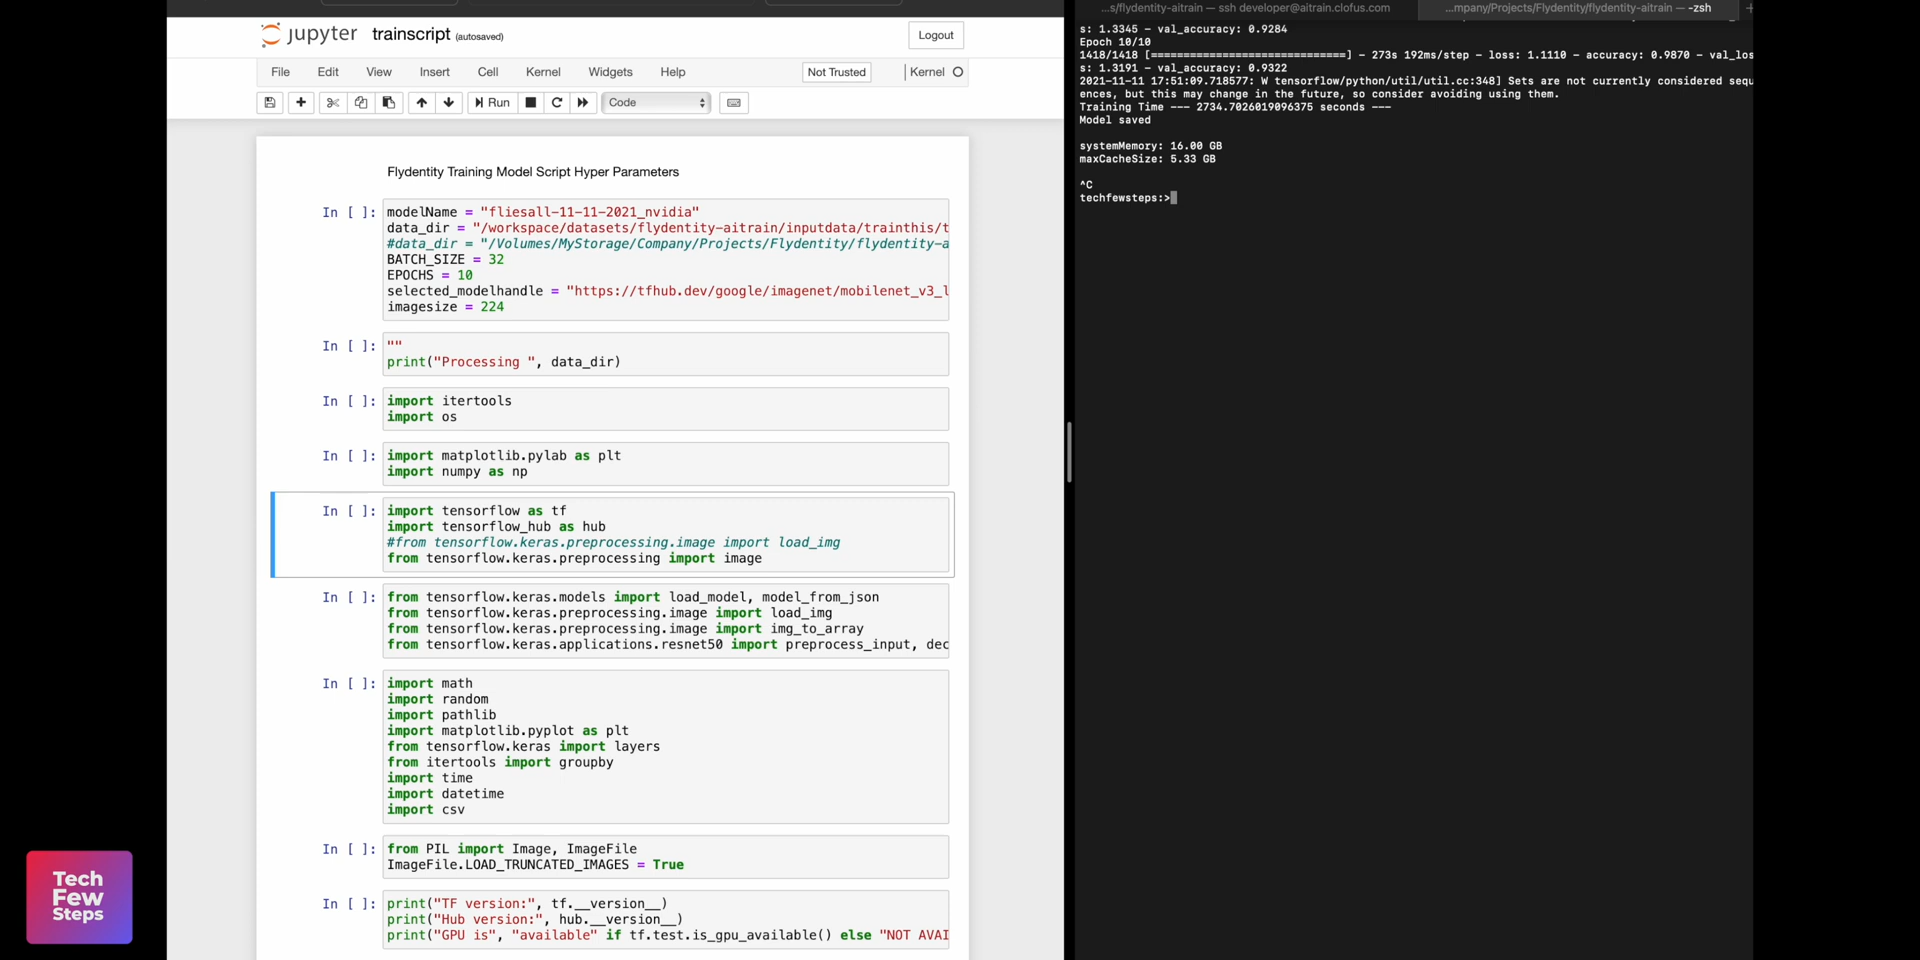 jupyter trainscript (autosaved)
Logout
File Edit View Insert Cell Kernel Widgets Help
Not Trusted
Kernel
Run
Code
Flydentity Training Model Script Hyper Parameters
In [ ]:
modelName = "fliesall-11-11-2021_nvidia"
data_dir = "/workspace/datasets/flydentity-aitrain/inputdata/trainthis/t
#data_dir = "/Volumes/MyStorage/Company/Projects/Flydentity/flydentity-a
BATCH_SIZE = 32
EPOCHS = 10
selected_modelhandle = "https://tfhub.dev/google/imagenet/mobilenet_v3_l
imagesize = 224
In [ ]:
""
print("Processing ", data_dir)
In [ ]:
import itertools
import os
In [ ]:
import matplotlib.pylab as plt
import numpy as np
In [ ]:
import tensorflow as tf
import tensorflow_hub as hub
#from tensorflow.keras.preprocessing.image import load_img
from tensorflow.keras.preprocessing import image
In [ ]:
from tensorflow.keras.models import load_model, model_from_json
from tensorflow.keras.preprocessing.image import load_img
from tensorflow.keras.preprocessing.image import img_to_array
from tensorflow.keras.applications.resnet50 import preprocess_input, dec
In [ ]:
import math
import random
import pathlib
import matplotlib.pyplot as plt
from tensorflow.keras import layers
from itertools import groupby
import time
import datetime
import csv
In [ ]:
from PIL import Image, ImageFile
ImageFile.LOAD_TRUNCATED_IMAGES = True
In [ ]:
print("TF version:", tf.__version__)
print("Hub version:", hub.__version__)
print("GPU is", "available" if tf.test.is_gpu_available() else "NOT AVAI
...s/flydentity-aitrain — ssh developer@aitrain.clofus.com
...mpany/Projects/Flydentity/flydentity-aitrain — -zsh
s: 1.3345 - val_accuracy: 0.9284
Epoch 10/10
1418/1418 [==============================] - 273s 192ms/step - loss: 1.1110 - accuracy: 0.9870 - val_los
s: 1.3191 - val_accuracy: 0.9322
2021-11-11 17:51:09.718577: W tensorflow/python/util/util.cc:348] Sets are not currently considered sequ
ences, but this may change in the future, so consider avoiding using them.
Training Time --- 2734.7026019096375 seconds ---
Model saved
systemMemory: 16.00 GB
maxCacheSize: 5.33 GB
^C
techfewsteps:>
Tech
Few
Steps